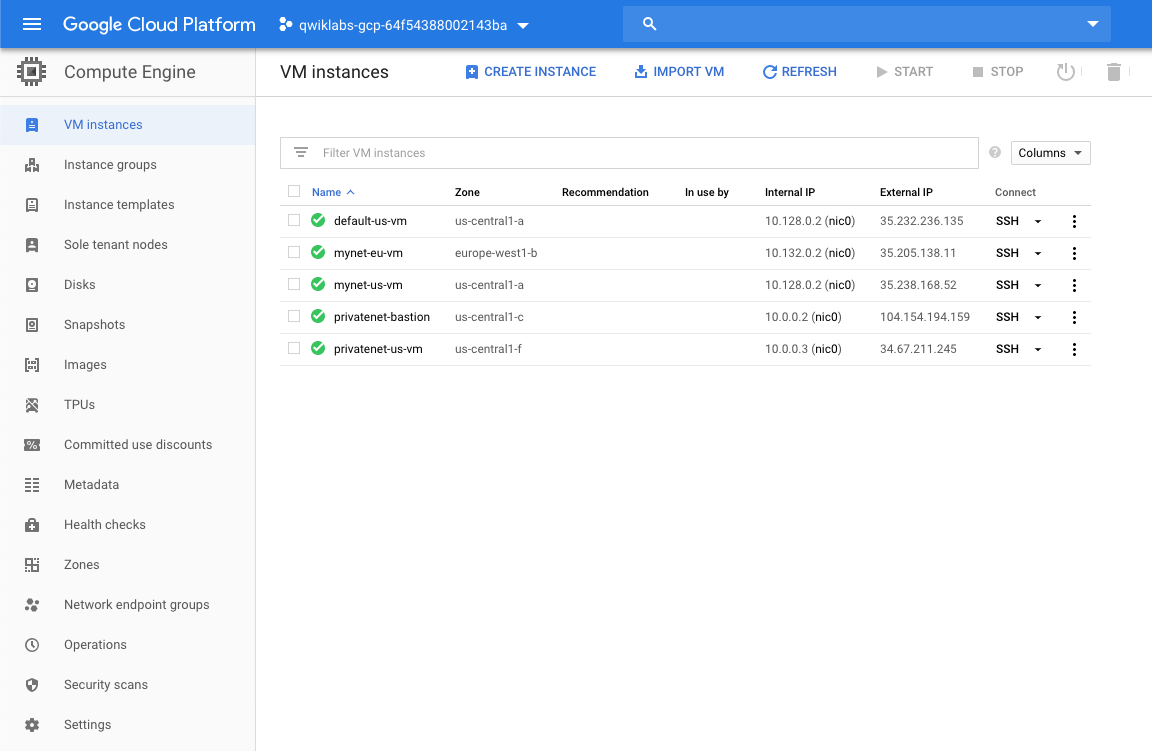 Google Cloud Platform qwiklabs-gcp-64f54388002143ba
Compute Engine
VM instances CREATE INSTANCE IMPORT VM REFRESH START STOP
VM instances
Instance groups
Instance templates
Sole tenant nodes
Disks
Snapshots
Images
TPUs
Committed use discounts
Metadata
Health checks
Zones
Network endpoint groups
Operations
Security scans
Settings
Filter VM instances ? Columns
Name Zone Recommendation In use by Internal IP External IP Connect
default-us-vm us-central1-a 10.128.0.2 (nic0) 35.232.236.135 SSH
mynet-eu-vm europe-west1-b 10.132.0.2 (nic0) 35.205.138.11 SSH
mynet-us-vm us-central1-a 10.128.0.2 (nic0) 35.238.168.52 SSH
privatenet-bastion us-central1-c 10.0.0.2 (nic0) 104.154.194.159 SSH
privatenet-us-vm us-central1-f 10.0.0.3 (nic0) 34.67.211.245 SSH